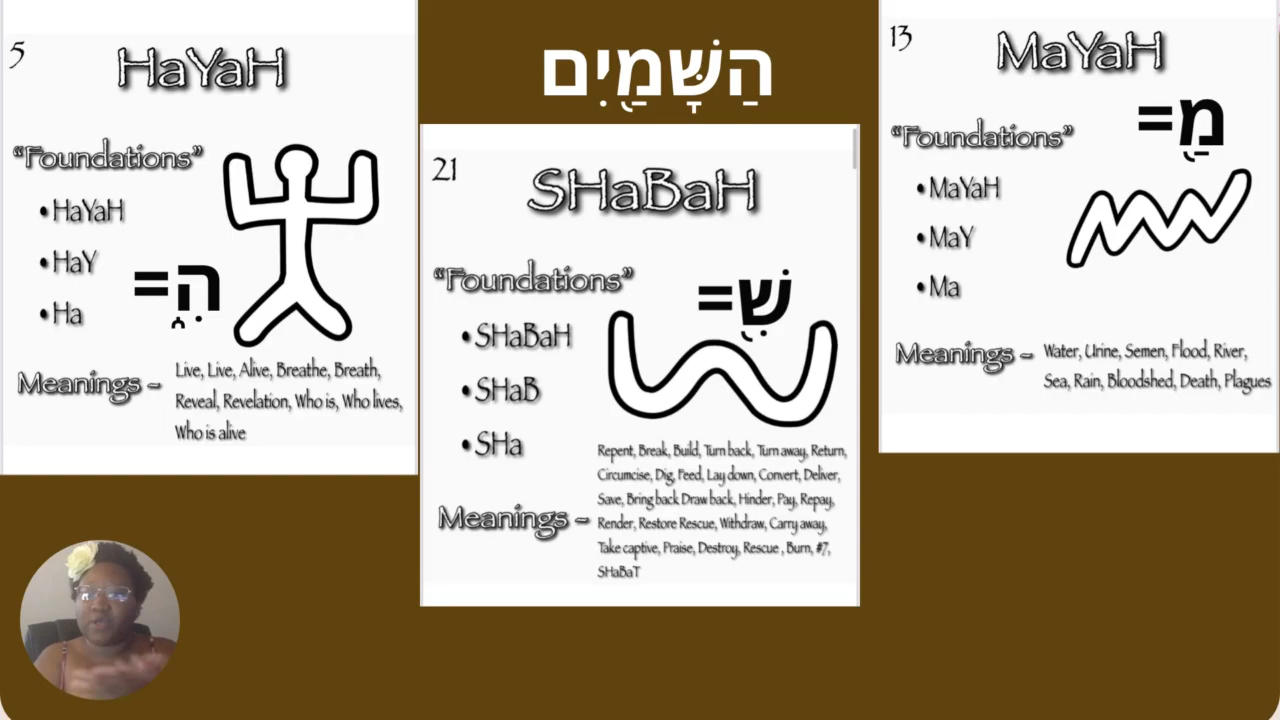 5
HaYaH
“Foundations”
•HaYaH
•HaY
•Ha
=הִ֤
Meanings -
Live, Live, Alive, Breathe, Breath,
Reveal, Revelation, Who is, Who lives,
Who is alive
הַשָּׁמַ֖יִם
21
SHaBaH
“Foundations”
•SHaBaH
•SHaB
•SHa
=שִׁ֖
Meanings -
Repent, Break, Build, Turn back, Turn away, Return,
Circumcise, Dig, Feed, Lay down, Convert, Deliver,
Save, Bring back Draw back, Hinder, Pay, Repay,
Render, Restore Rescue, Withdraw, Carry away,
Take captive, Praise, Destroy, Rescue , Burn, #7,
SHaBaT
13
MaYaH
“Foundations”
•MaYaH
•MaY
•Ma
=מַ֖
Meanings -
Water, Urine, Semen, Flood, River,
Sea, Rain, Bloodshed, Death, Plagues